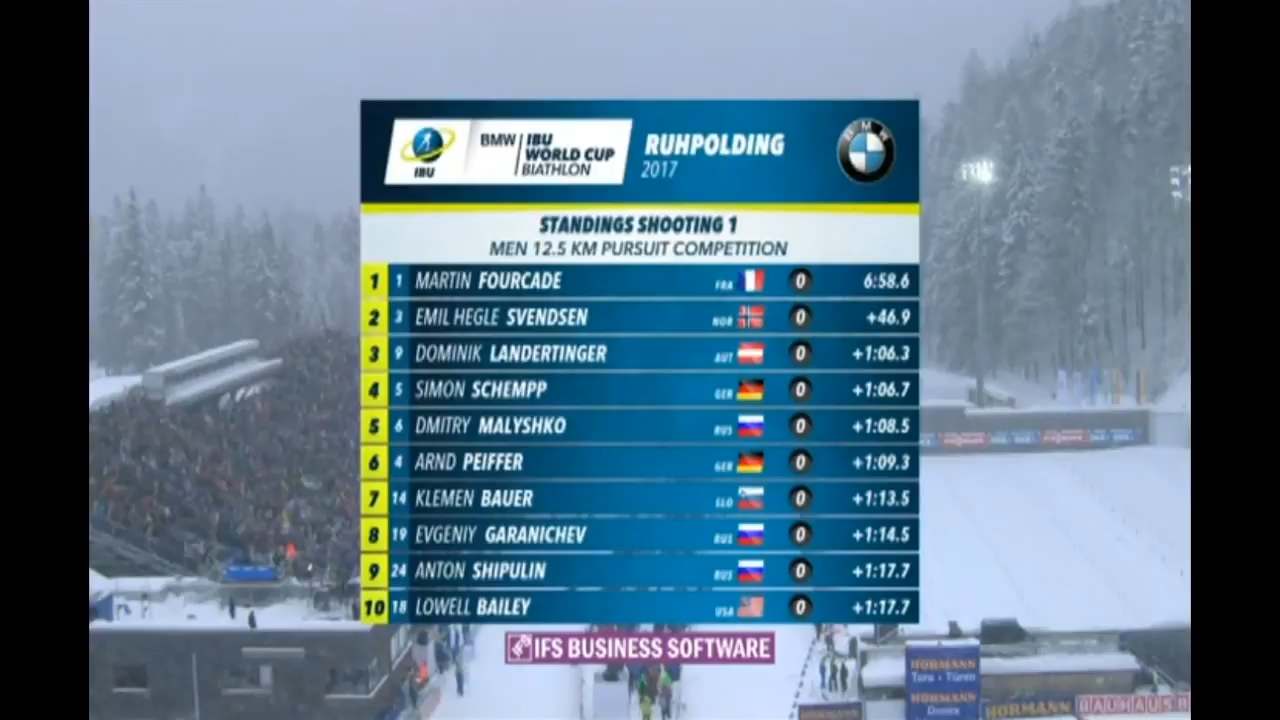 BMW IBU WORLD CUP BIATHLON
IBU
RUHPOLDING
2017
BMW
STANDINGS SHOOTING 1
MEN 12.5 KM PURSUIT COMPETITION
1 1 MARTIN FOURCADE FRA 0 6:58.6
2 3 EMIL HEGLE SVENDSEN NOR 0 +46.9
3 9 DOMINIK LANDERTINGER AUT 0 +1:06.3
4 5 SIMON SCHEMPP GER 0 +1:06.7
5 6 DMITRY MALYSHKO RUS 0 +1:08.5
6 4 ARND PEIFFER GER 0 +1:09.3
7 14 KLEMEN BAUER SLO 0 +1:13.5
8 19 EVGENIY GARANICHEV RUS 0 +1:14.5
9 24 ANTON SHIPULIN RUS 0 +1:17.7
10 18 LOWELL BAILEY USA 0 +1:17.7
IFS BUSINESS SOFTWARE
HÖRMANN
Tore • Türen
HÖRMANN
HÖRMANN
BAUHAUS